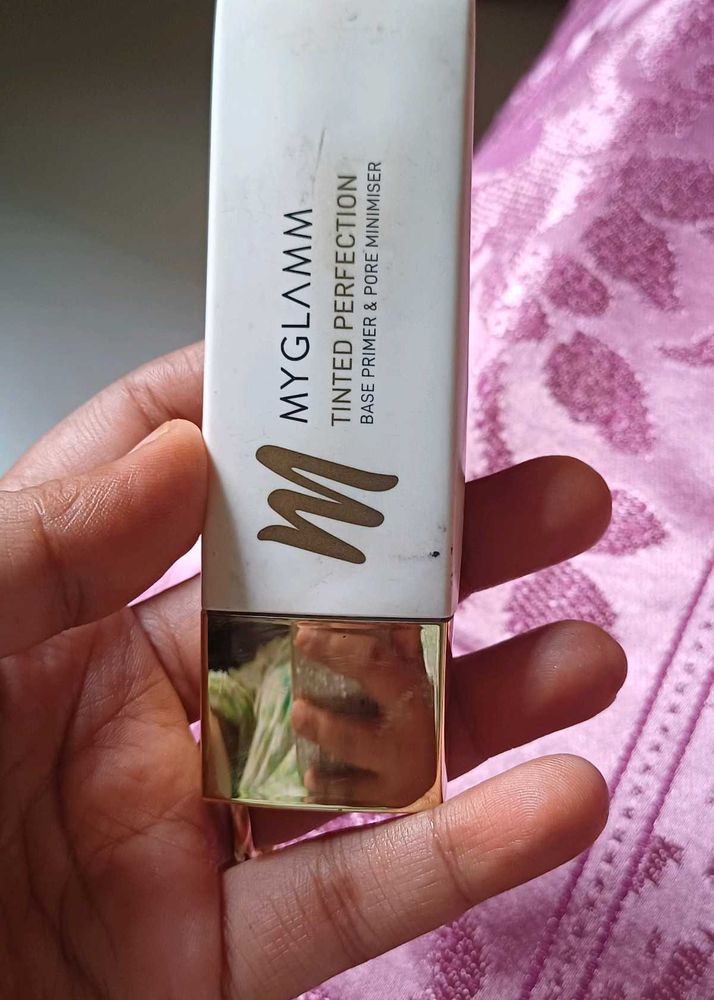 MYGLAMM
TINTED PERFECTION
BASE PRIMER & PORE MINIMISER